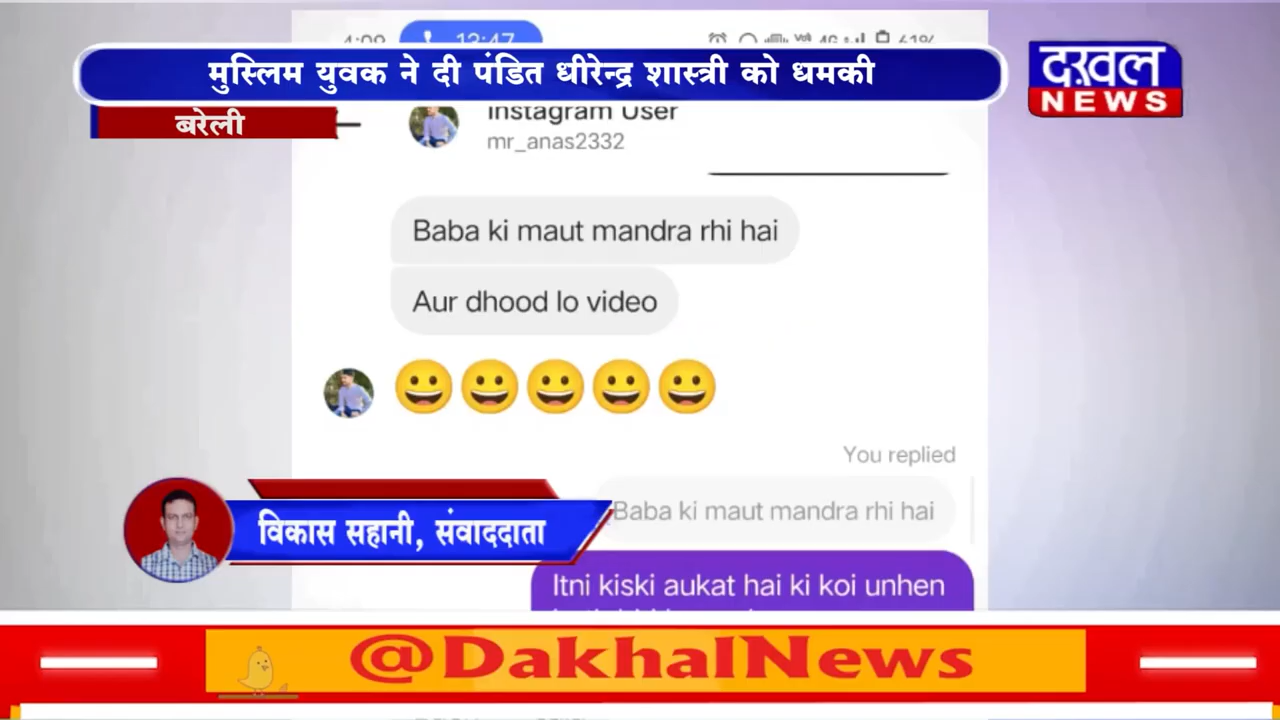 मुस्लिम युवक ने दी पंडित धीरेन्द्र शास्त्री को धमकी
दख़ल
NEWS
बरेली
Instagram User
mr_anas2332
Baba ki maut mandra rhi hai
Aur dhood lo video
You replied
Baba ki maut mandra rhi hai
विकास सहानी, संवाददाता
Itni kiski aukat hai ki koi unhen
@DakhalNews